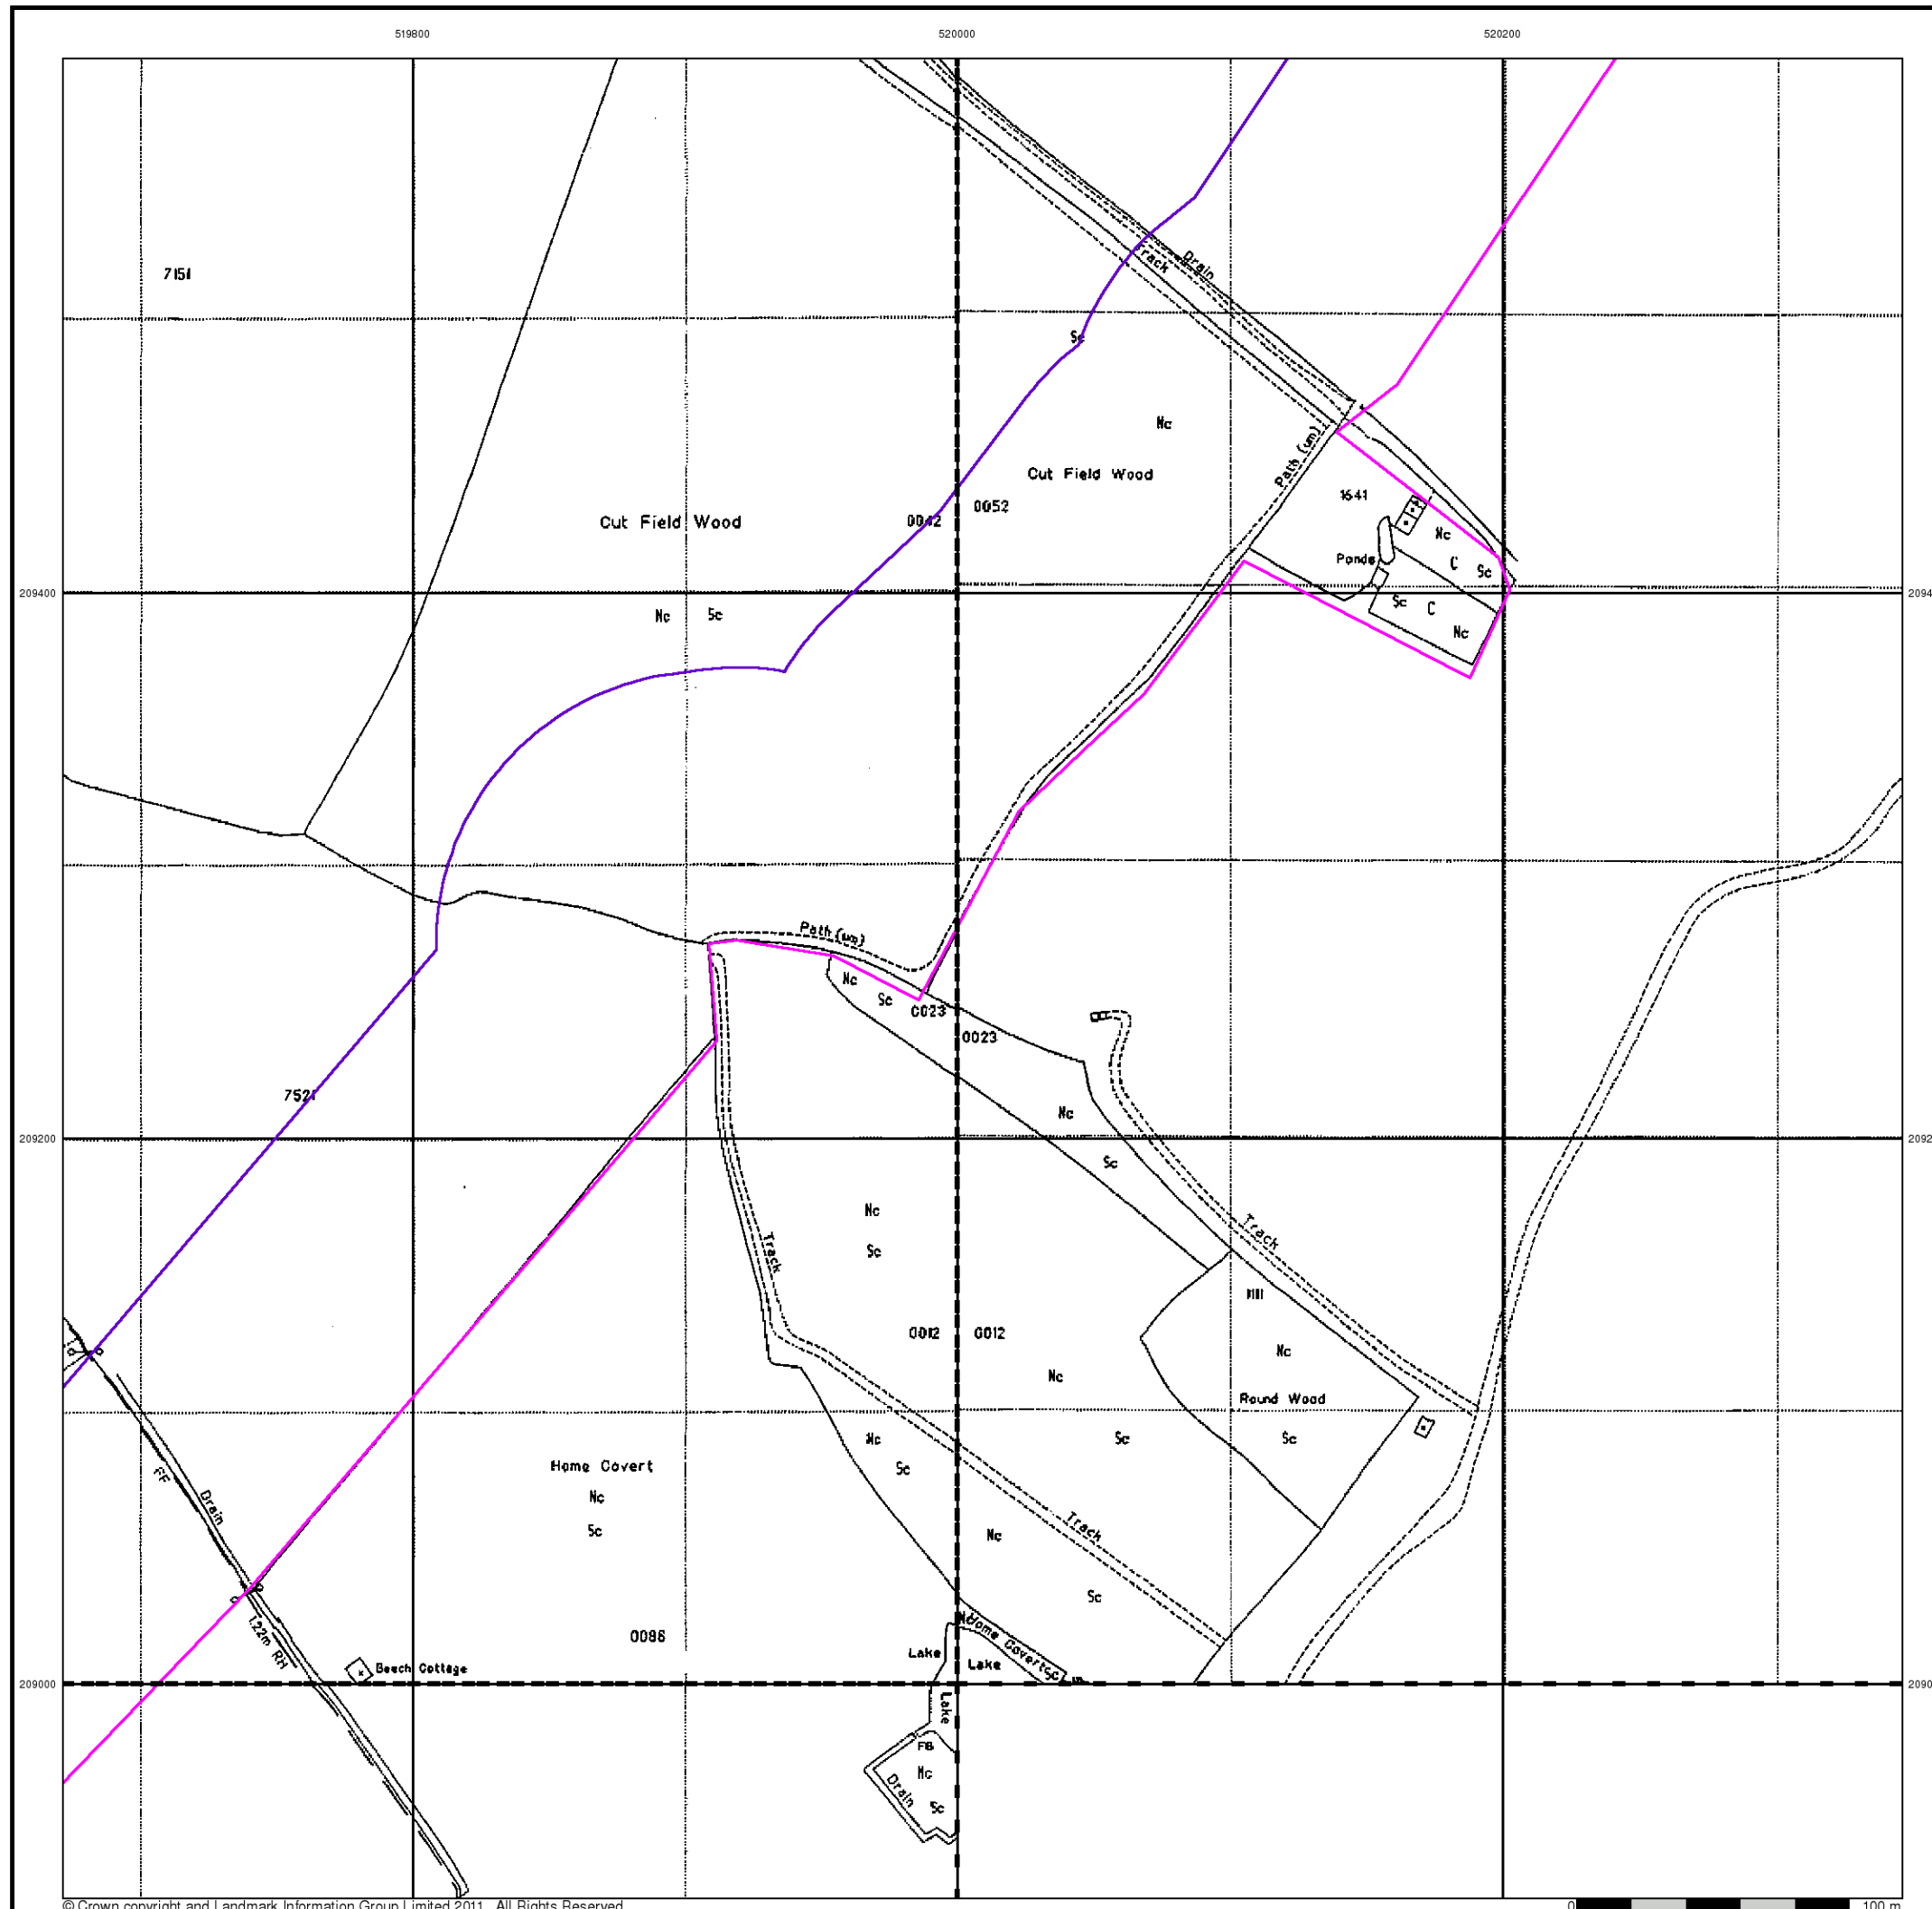 519800
520000
520200
7151
Track
Drain
Sc
Nc
Path (um)
Cut Field Wood
1641
0052
Cut Field Wood
0042
Nc
Ponds
C
Sc
209400
Nc
Sc
Sc
C
Nc
Path (um)
Nc
Sc
0023
0023
7521
Nc
209200
Sc
Nc
Track
Track
Sc
1111
0012
0012
Nc
Nc
Round Wood
Nc
Sc
Sc
Home Covert
Sc
FF
Nc
Drain
Track
Sc
Nc
Sc
Home Covert
1.22m RH
0086
Lake
Lake
Sc
Beech Cottage
209000
Lake
FB
Nc
Drain
Sc
© Crown copyright and Landmark Information Group Limited 2011. All Rights Reserved
0
100 m